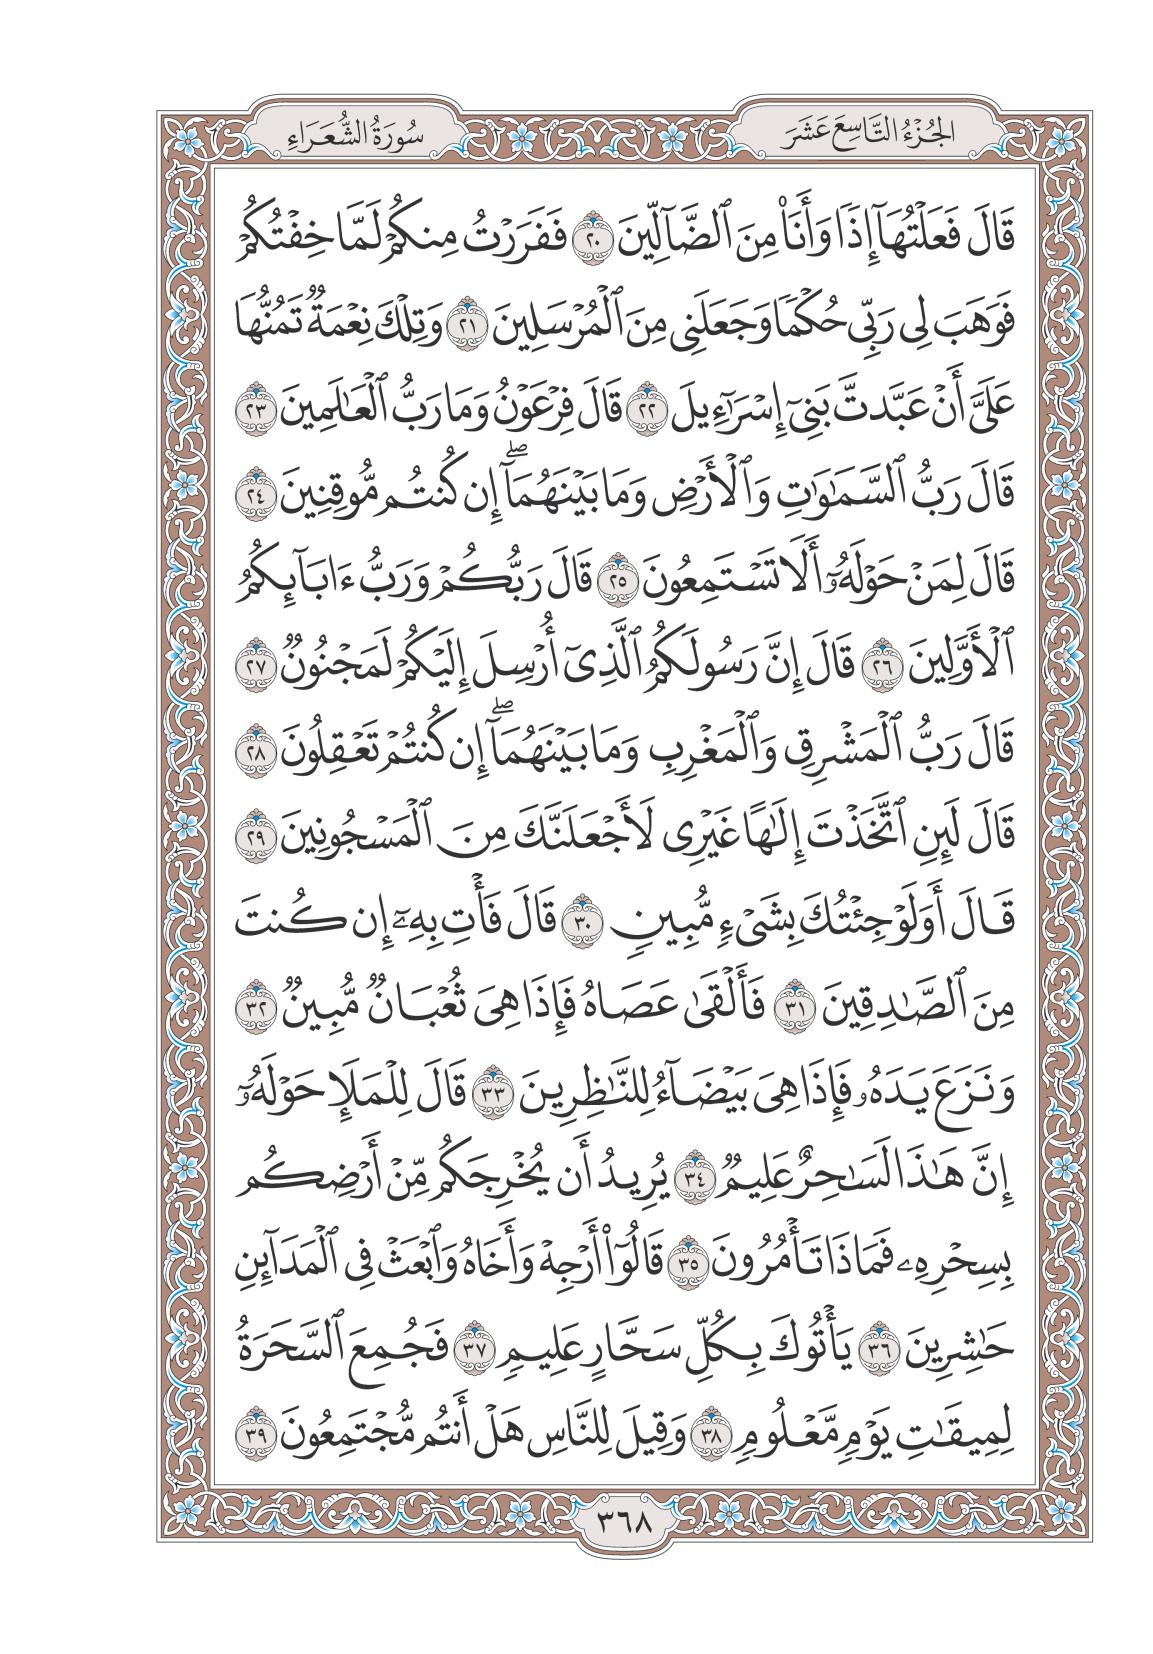 الجُزْءُ التَّاسِعَ عَشَرَ
سُورَةُ الشُّعَرَاءِ
قَالَ فَعَلْتُهَآ إِذًا وَأَنَا۠ مِنَ ٱلضَّآلِّينَ ٢٠ فَفَرَرْتُ مِنكُمْ لَمَّا خِفْتُكُمْ
فَوَهَبَ لِى رَبِّى حُكْمًا وَجَعَلَنِى مِنَ ٱلْمُرْسَلِينَ ٢١ وَتِلْكَ نِعْمَةٌ تَمُنُّهَا
عَلَىَّ أَنْ عَبَّدتَّ بَنِىٓ إِسْرَٰٓءِيلَ ٢٢ قَالَ فِرْعَوْنُ وَمَا رَبُّ ٱلْعَٰلَمِينَ ٢٣
قَالَ رَبُّ ٱلسَّمَٰوَٰتِ وَٱلْأَرْضِ وَمَا بَيْنَهُمَآ ۖ إِن كُنتُم مُّوقِنِينَ ٢٤
قَالَ لِمَنْ حَوْلَهُۥٓ أَلَا تَسْتَمِعُونَ ٢٥ قَالَ رَبُّكُمْ وَرَبُّ ءَابَآئِكُمُ
ٱلْأَوَّلِينَ ٢٦ قَالَ إِنَّ رَسُولَكُمُ ٱلَّذِىٓ أُرْسِلَ إِلَيْكُمْ لَمَجْنُونٌ ٢٧
قَالَ رَبُّ ٱلْمَشْرِقِ وَٱلْمَغْرِبِ وَمَا بَيْنَهُمَآ ۖ إِن كُنتُمْ تَعْقِلُونَ ٢٨
قَالَ لَئِنِ ٱتَّخَذْتَ إِلَٰهًا غَيْرِى لَأَجْعَلَنَّكَ مِنَ ٱلْمَسْجُونِينَ ٢٩
قَالَ أَوَلَوْ جِئْتُكَ بِشَىْءٍ مُّبِينٍ ٣٠ قَالَ فَأْتِ بِهِۦٓ إِن كُنتَ
مِنَ ٱلصَّٰدِقِينَ ٣١ فَأَلْقَىٰ عَصَاهُ فَإِذَا هِىَ ثُعْبَانٌ مُّبِينٌ ٣٢
وَنَزَعَ يَدَهُۥ فَإِذَا هِىَ بَيْضَآءُ لِلنَّٰظِرِينَ ٣٣ قَالَ لِلْمَلَإِ حَوْلَهُۥٓ
إِنَّ هَٰذَا لَسَٰحِرٌ عَلِيمٌ ٣٤ يُرِيدُ أَن يُخْرِجَكُم مِّنْ أَرْضِكُم
بِسِحْرِهِۦ فَمَاذَا تَأْمُرُونَ ٣٥ قَالُوٓا۟ أَرْجِهْ وَأَخَاهُ وَٱبْعَثْ فِى ٱلْمَدَآئِنِ
حَٰشِرِينَ ٣٦ يَأْتُوكَ بِكُلِّ سَحَّارٍ عَلِيمٍ ٣٧ فَجُمِعَ ٱلسَّحَرَةُ
لِمِيقَٰتِ يَوْمٍ مَّعْلُومٍ ٣٨ وَقِيلَ لِلنَّاسِ هَلْ أَنتُم مُّجْتَمِعُونَ ٣٩
٣٦٨